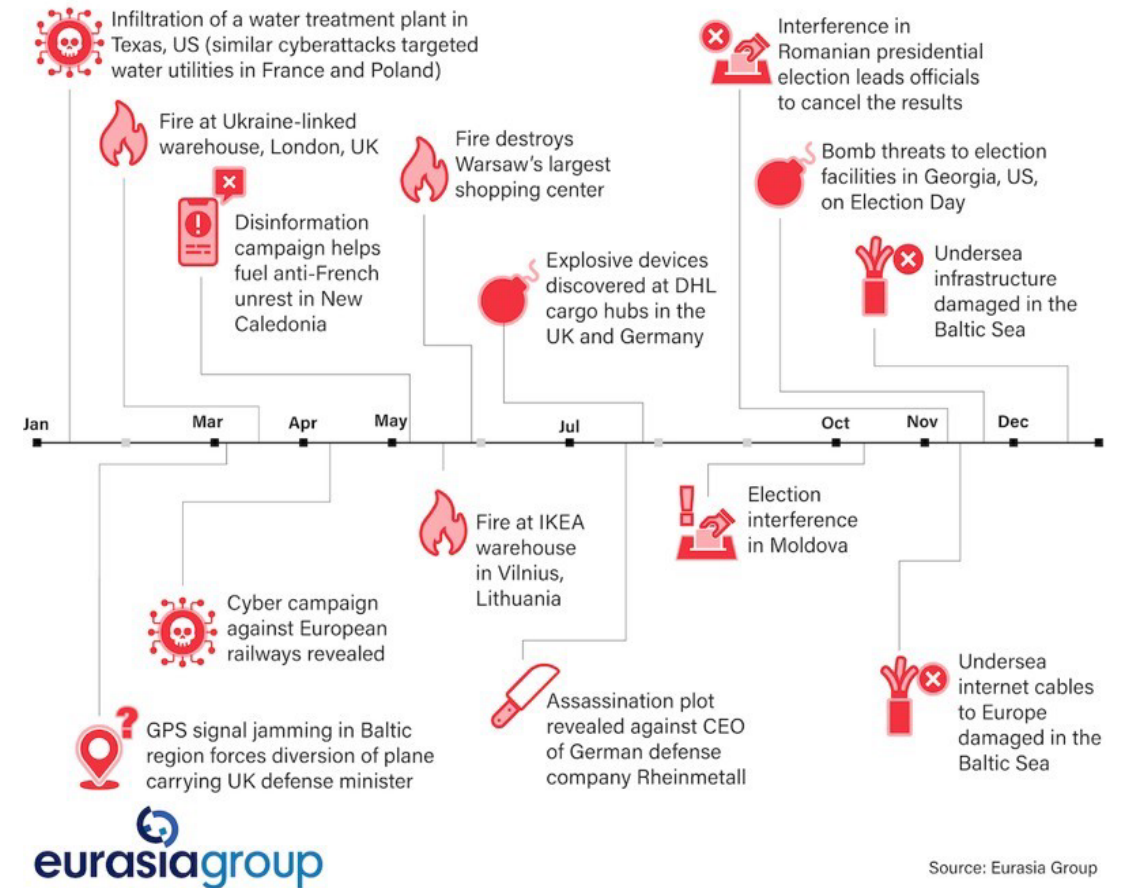 Infiltration of a water treatment plant in
Texas, US (similar cyberattacks targeted
water utilities in France and Poland)
Fire at Ukraine-linked
warehouse, London, UK
Disinformation
campaign helps
fuel anti-French
unrest in New
Caledonia
Fire destroys
Warsaw's largest
shopping center
Explosive devices
discovered at DHL
cargo hubs in the
UK and Germany
Interference in
Romanian presidential
election leads officials
to cancel the results
Bomb threats to election
facilities in Georgia, US,
on Election Day
Undersea
infrastructure
damaged in the
Baltic Sea
Jan Mar Apr May Jul Oct Nov Dec
GPS signal jamming in Baltic
region forces diversion of plane
carrying UK defense minister
Cyber campaign
against European
railways revealed
Fire at IKEA
warehouse
in Vilnius,
Lithuania
Assassination plot
revealed against CEO
of German defense
company Rheinmetall
Election
interference
in Moldova
Undersea
internet cables
to Europe
damaged in the
Baltic Sea
eurasiagroup
Source: Eurasia Group